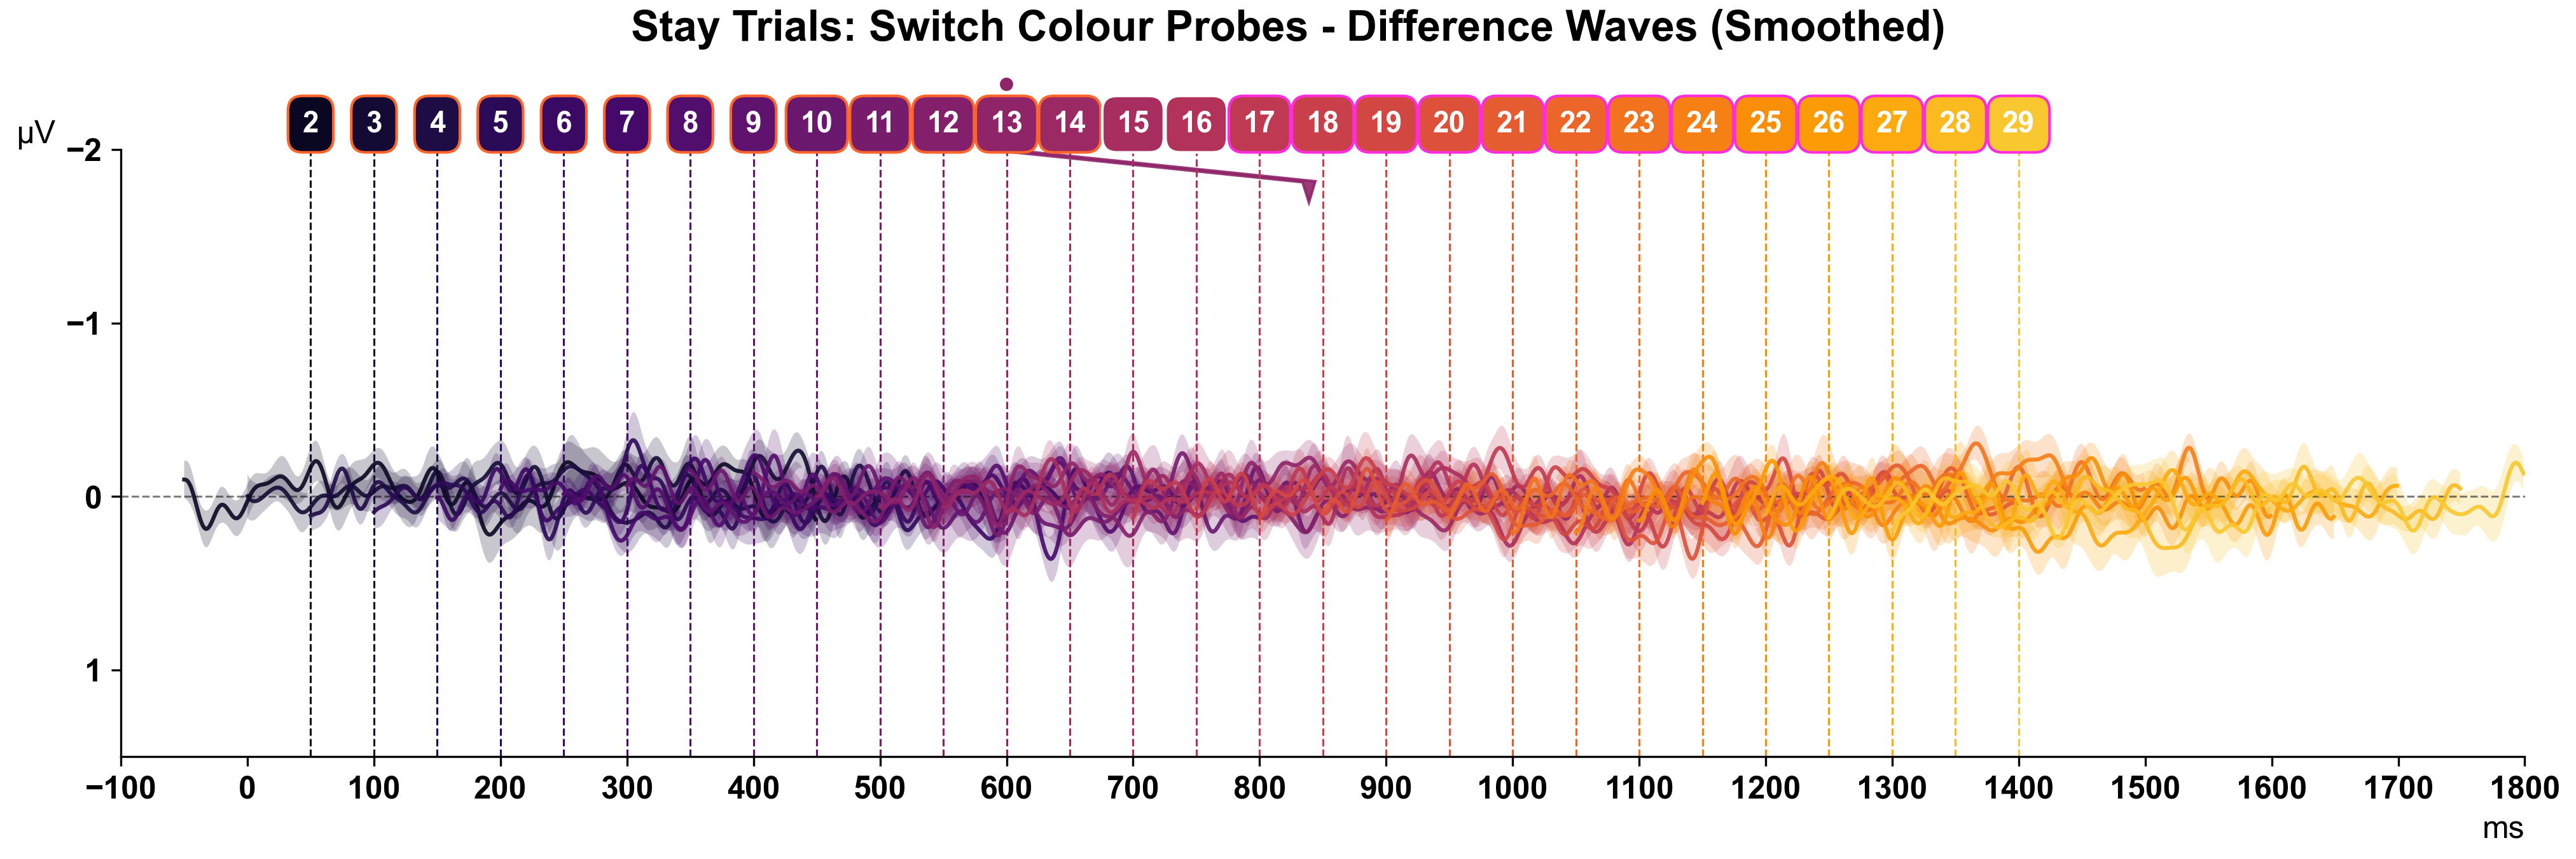 Stay Trials: Switch Colour Probes - Difference Waves (Smoothed)
2 3 4 5 6 7 8 9 10 11 12 13 14 15 16 17 18 19 20 21 22 23 24 25 26 27 28 29
µV
−2
−1
0
1
−100 0 100 200 300 400 500 600 700 800 900 1000 1100 1200 1300 1400 1500 1600 1700 1800
ms